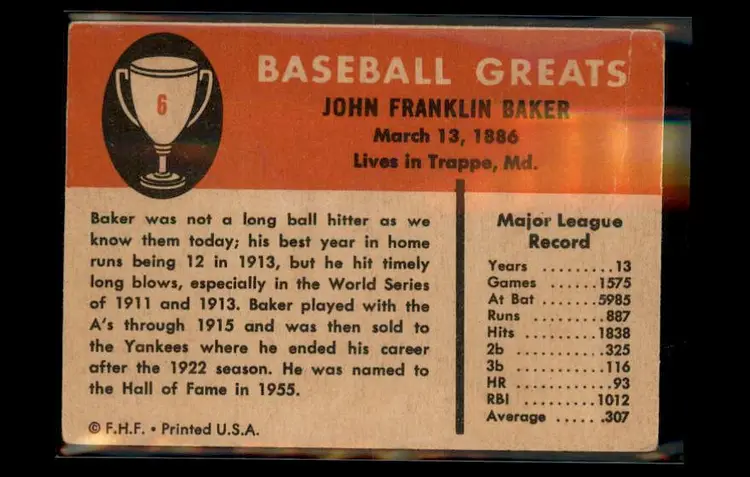 6
BASEBALL GREATS
JOHN FRANKLIN BAKER
March 13, 1886
Lives in Trappe, Md.
Baker was not a long ball hitter as we
know them today; his best year in home
runs being 12 in 1913, but he hit timely
long blows, especially in the World Series
of 1911 and 1913. Baker played with the
A's through 1915 and was then sold to
the Yankees where he ended his career
after the 1922 season. He was named to
the Hall of Fame in 1955.
© F.H.F. • Printed U.S.A.
Major League
Record
Years .........13
Games .......1575
At Bat .......5985
Runs .........887
Hits .........1838
2b ...........325
3b ...........116
HR ...........93
RBI .........1012
Average .....307